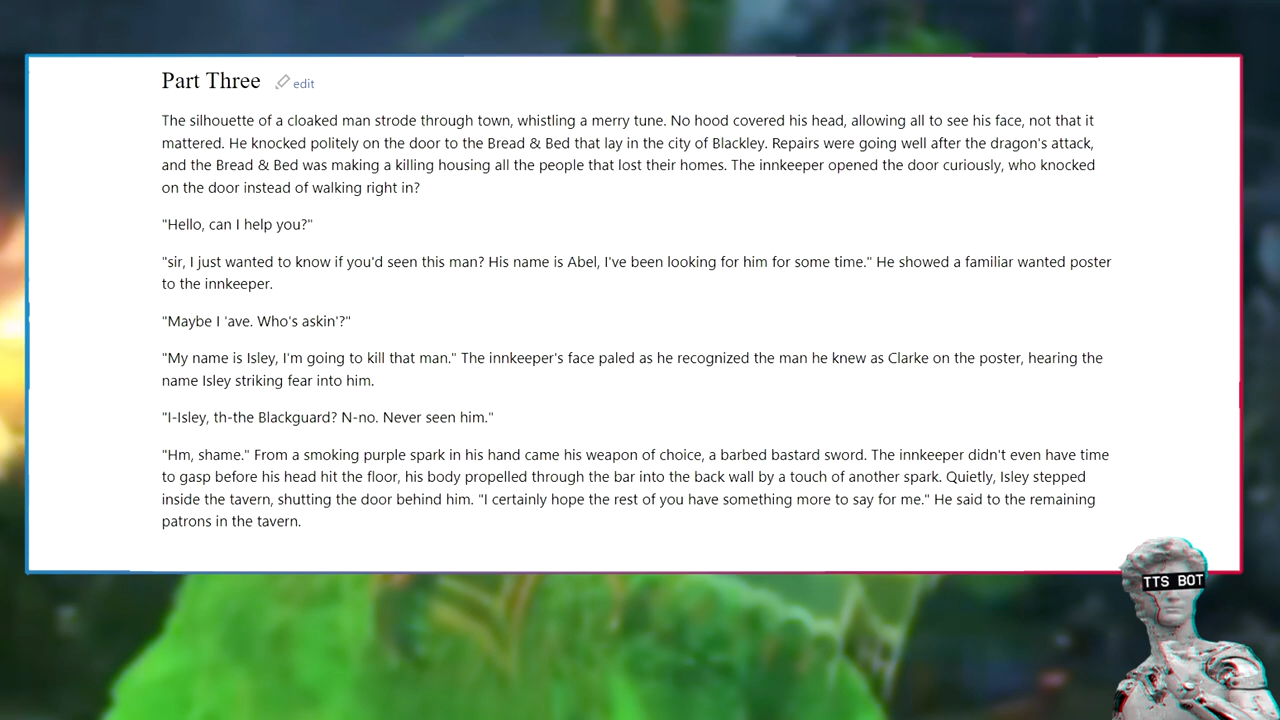 Part Three edit
The silhouette of a cloaked man strode through town, whistling a merry tune. No hood covered his head, allowing all to see his face, not that it
mattered. He knocked politely on the door to the Bread & Bed that lay in the city of Blackley. Repairs were going well after the dragon's attack,
and the Bread & Bed was making a killing housing all the people that lost their homes. The innkeeper opened the door curiously, who knocked
on the door instead of walking right in?
"Hello, can I help you?"
"sir, I just wanted to know if you'd seen this man? His name is Abel, I've been looking for him for some time." He showed a familiar wanted poster
to the innkeeper.
"Maybe I 'ave. Who's askin'?"
"My name is Isley, I'm going to kill that man." The innkeeper's face paled as he recognized the man he knew as Clarke on the poster, hearing the
name Isley striking fear into him.
"I-Isley, th-the Blackguard? N-no. Never seen him."
"Hm, shame." From a smoking purple spark in his hand came his weapon of choice, a barbed bastard sword. The innkeeper didn't even have time
to gasp before his head hit the floor, his body propelled through the bar into the back wall by a touch of another spark. Quietly, Isley stepped
inside the tavern, shutting the door behind him. "I certainly hope the rest of you have something more to say for me." He said to the remaining
patrons in the tavern.
TTS BOT